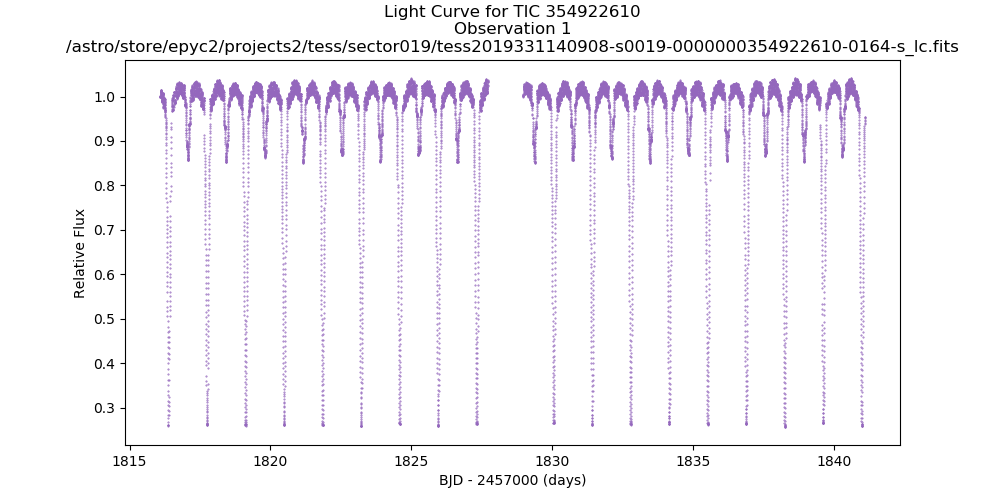 Light Curve for TIC 354922610
Observation 1
/astro/store/epyc2/projects2/tess/sector019/tess2019331140908-s0019-0000000354922610-0164-s_lc.fits
1.0
0.9
0.8
0.7
0.6
0.5
0.4
0.3
Relative Flux
1815
1820
1825
1830
1835
1840
BJD - 2457000 (days)